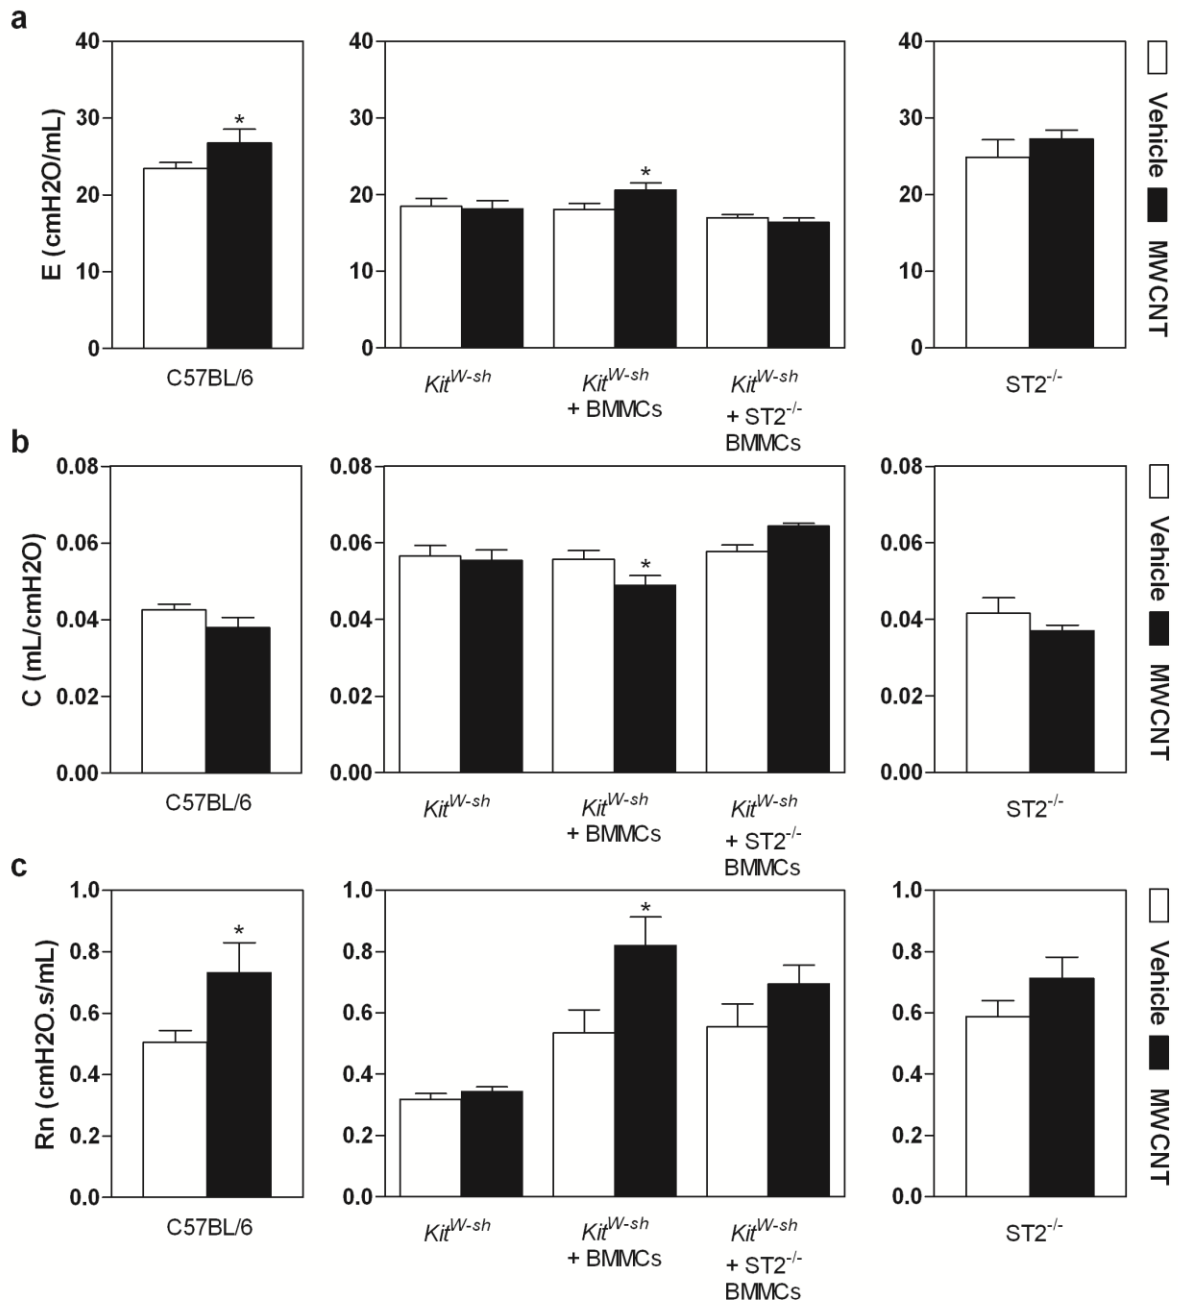 a
E (cmH2O/mL)
40 30 20 10 0
40 30 20 10 0
40 30 20 10 0
* *
C57BL/6
Kit^W-sh Kit^W-sh Kit^W-sh
+ BMMCs + ST2^-/-
BMMCs
ST2^-/-
Vehicle MWCNT
b
C (mL/cmH2O)
0.08 0.06 0.04 0.02 0.00
0.08 0.06 0.04 0.02 0.00
0.08 0.06 0.04 0.02 0.00
*
C57BL/6
Kit^W-sh Kit^W-sh Kit^W-sh
+ BMMCs + ST2^-/-
BMMCs
ST2^-/-
Vehicle MWCNT
c
Rn (cmH2O.s/mL)
1.0 0.8 0.6 0.4 0.2 0.0
1.0 0.8 0.6 0.4 0.2 0.0
1.0 0.8 0.6 0.4 0.2 0.0
* *
C57BL/6
Kit^W-sh Kit^W-sh Kit^W-sh
+ BMMCs + ST2^-/-
BMMCs
ST2^-/-
Vehicle MWCNT